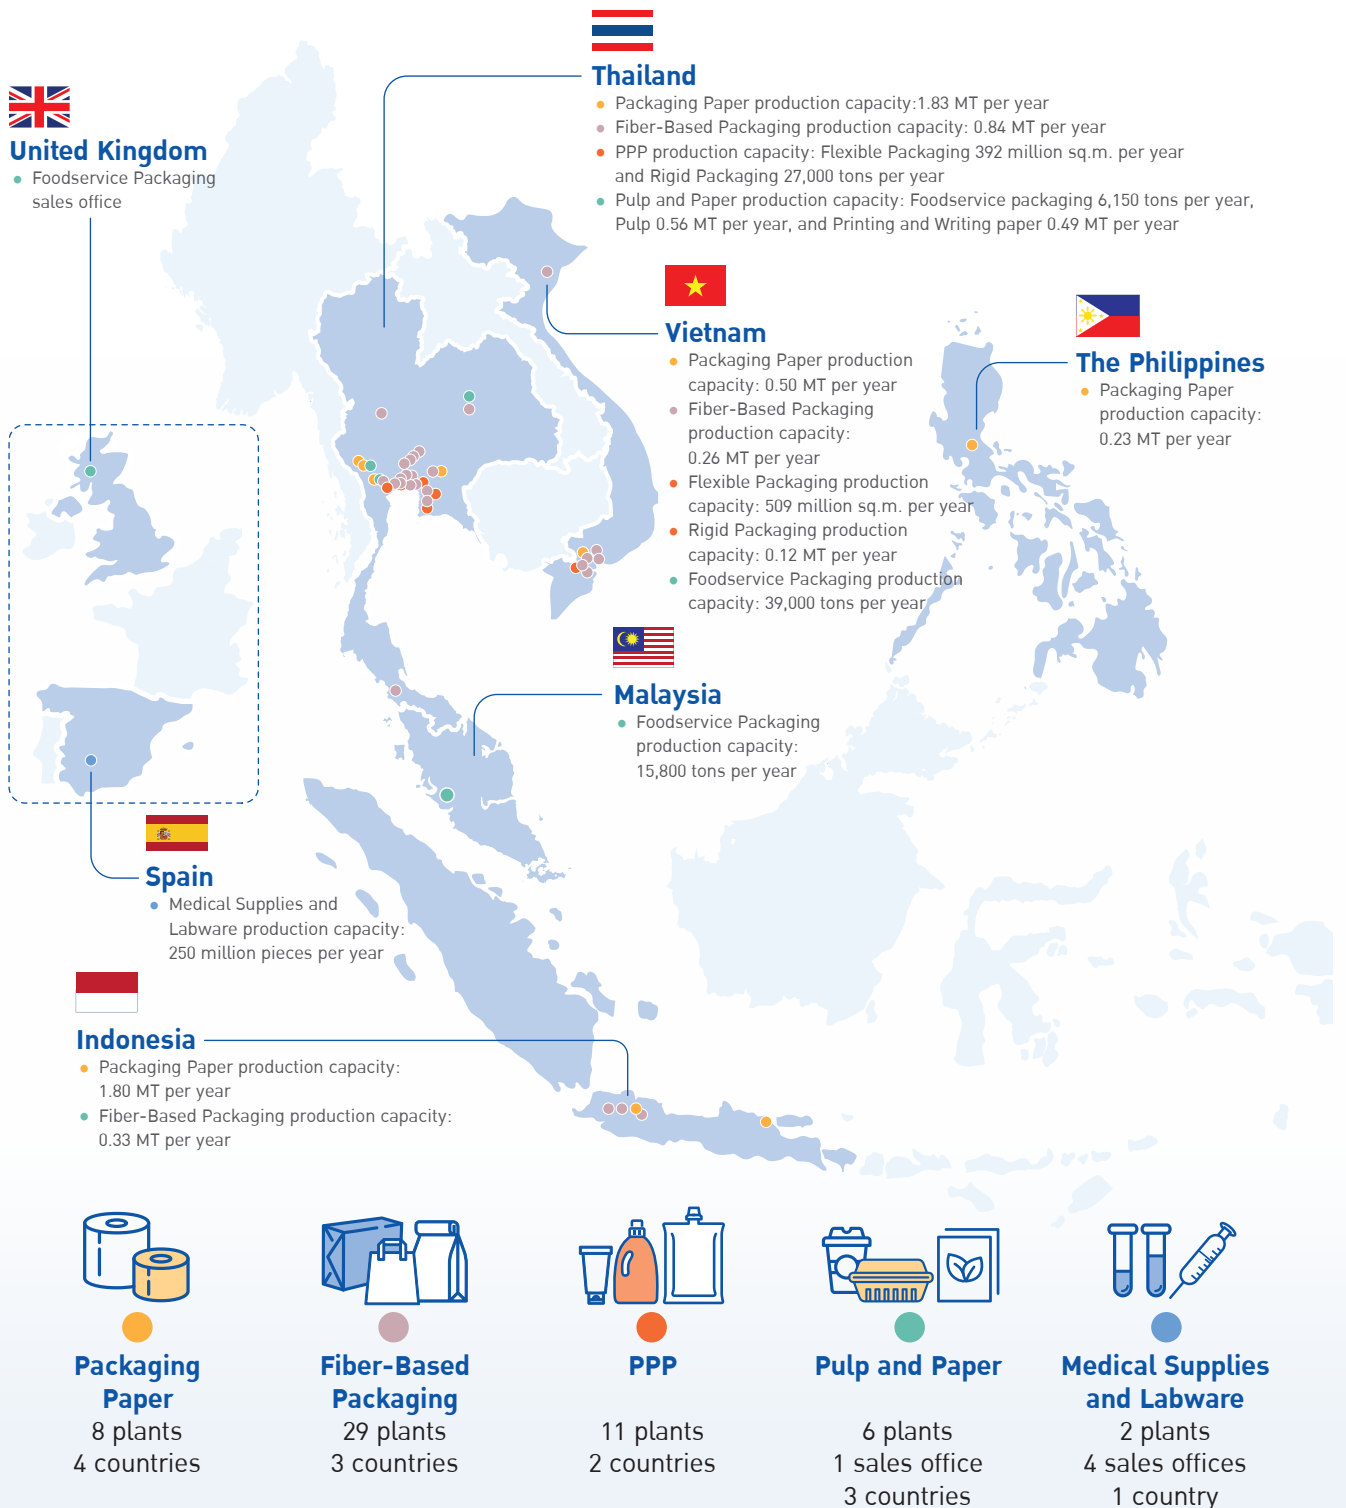 Thailand
Packaging Paper production capacity:1.83 MT per year
Fiber-Based Packaging production capacity: 0.84 MT per year
PPP production capacity: Flexible Packaging 392 million sq.m. per year
and Rigid Packaging 27,000 tons per year
Pulp and Paper production capacity: Foodservice packaging 6,150 tons per year,
Pulp 0.56 MT per year, and Printing and Writing paper 0.49 MT per year
United Kingdom
Foodservice Packaging
sales office
Vietnam
Packaging Paper production
capacity: 0.50 MT per year
Fiber-Based Packaging
production capacity:
0.26 MT per year
Flexible Packaging production
capacity: 509 million sq.m. per year
Rigid Packaging production
capacity: 0.12 MT per year
Foodservice Packaging production
capacity: 39,000 tons per year
The Philippines
Packaging Paper
production capacity:
0.23 MT per year
Malaysia
Foodservice Packaging
production capacity:
15,800 tons per year
Spain
Medical Supplies and
Labware production capacity:
250 million pieces per year
Indonesia
Packaging Paper production capacity:
1.80 MT per year
Fiber-Based Packaging production capacity:
0.33 MT per year
Packaging
Paper
8 plants
4 countries
Fiber-Based
Packaging
29 plants
3 countries
PPP
11 plants
2 countries
Pulp and Paper
6 plants
1 sales office
3 countries
Medical Supplies
and Labware
2 plants
4 sales offices
1 country